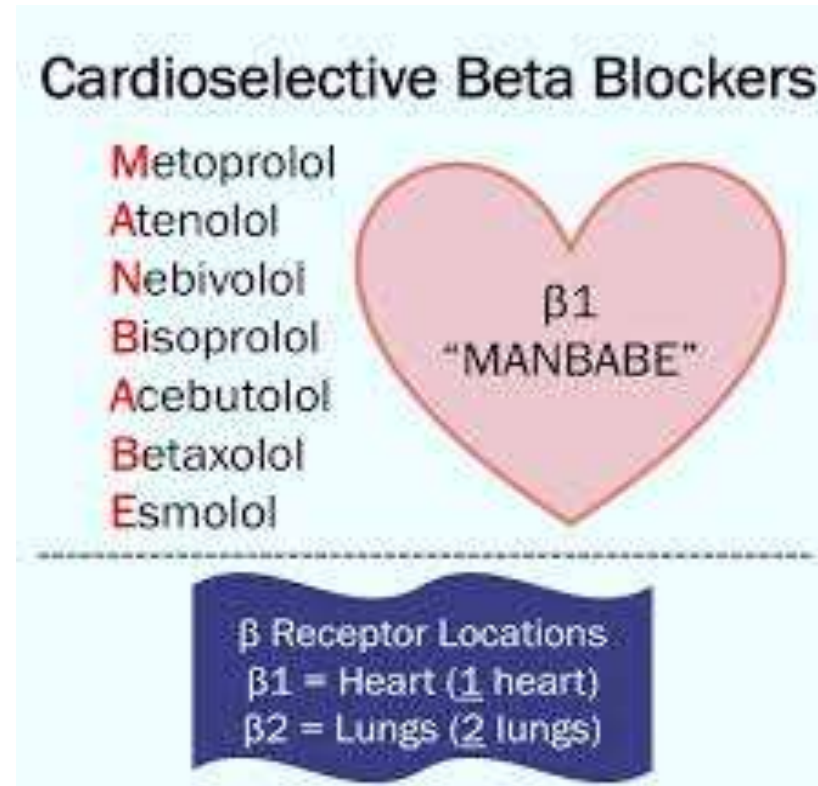 Cardioselective Beta Blockers
Metoprolol
Atenolol
Nebivolol
Bisoprolol
Acebutolol
Betaxolol
Esmolol
β1
“MANBABE”
β Receptor Locations
β1 = Heart (1 heart)
β2 = Lungs (2 lungs)